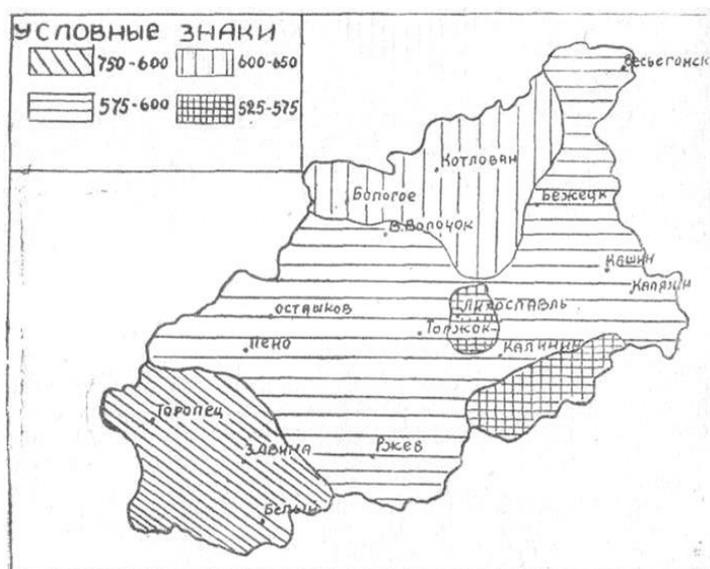 УСЛОВНЫЕ ЗНАКИ
750-600 600-650
575-600 525-575
Весьегонск
Котлован
Бологое
Бежецк
В.Волочок
Кашин
Калязин
Осташков
Лихославль
Торжок
Пено
Калинин
Торопец
Ржев
Белый